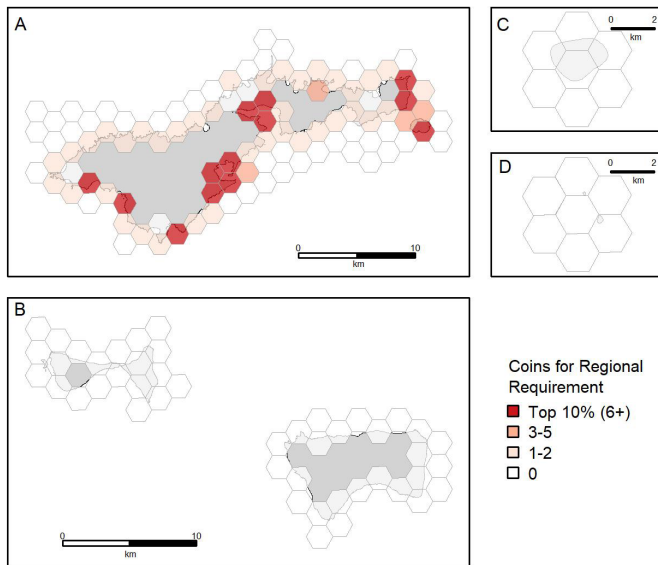 A
0 10
km
B
0 10
km
C
0 2
km
D
0 2
km
Coins for Regional
Requirement
Top 10% (6+)
3-5
1-2
0